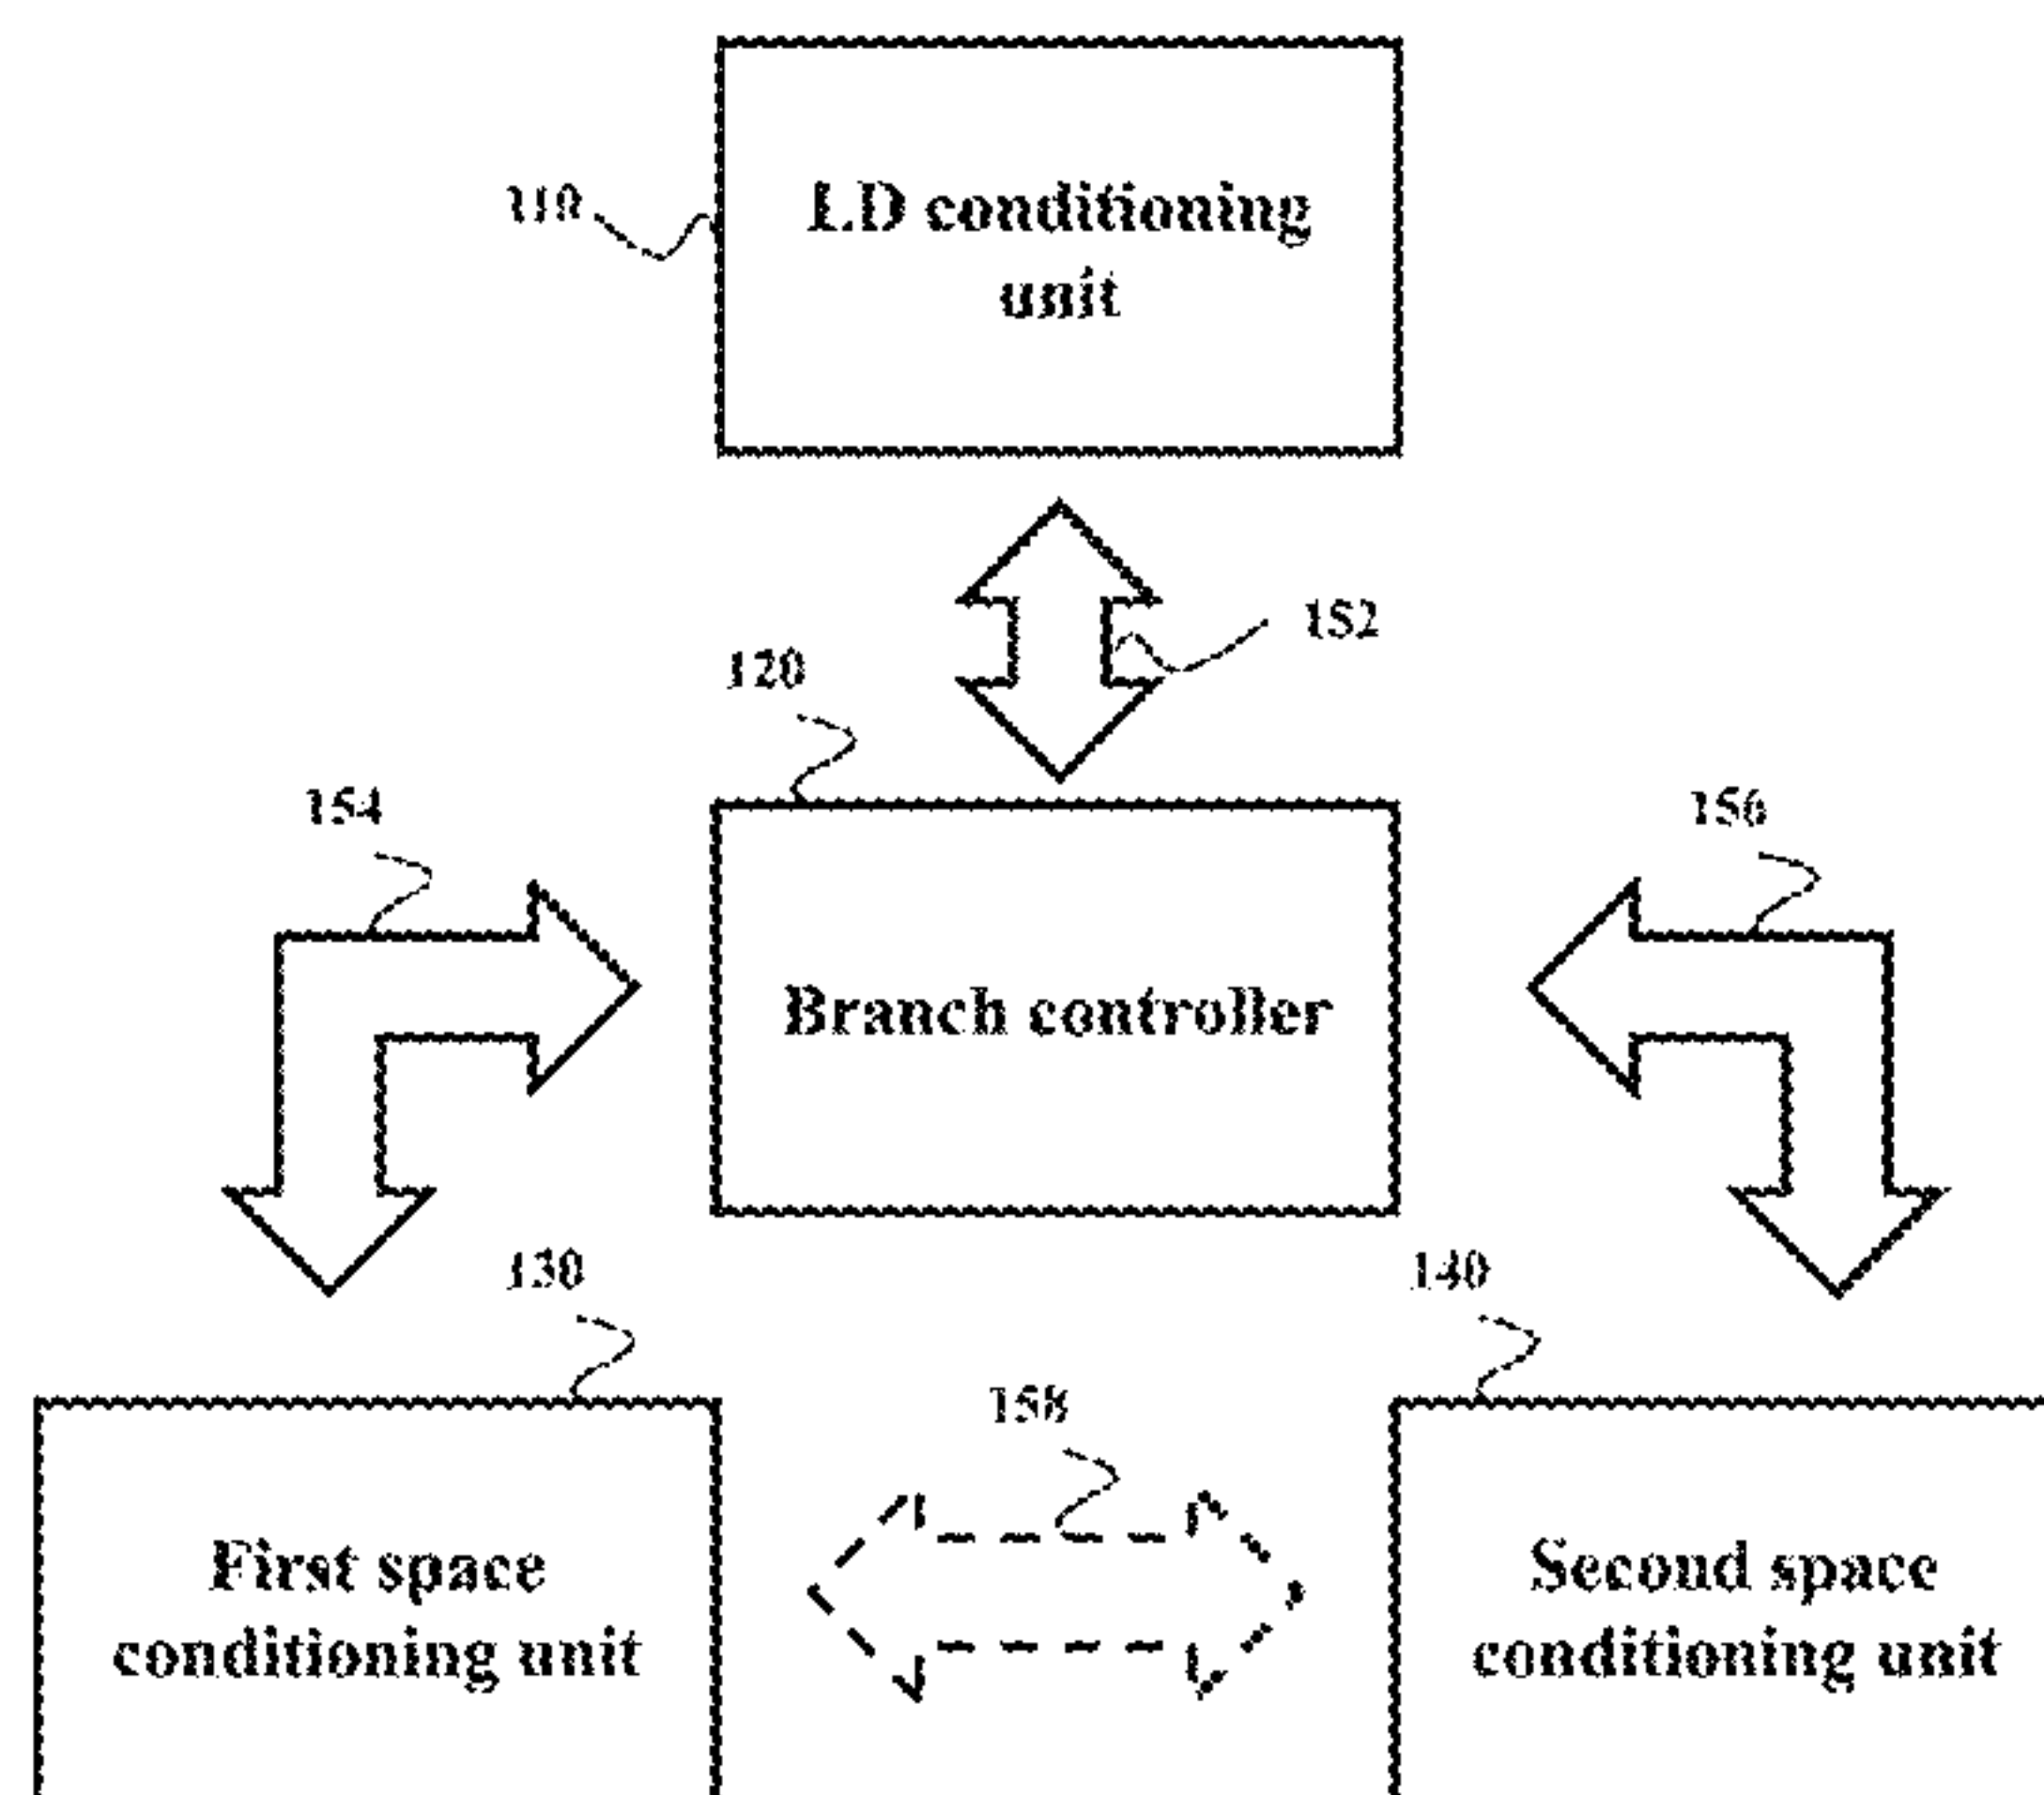 110
LD conditioning
unit
152
120
154
156
Branch controller
130
140
158
First space
conditioning unit
Second space
conditioning unit